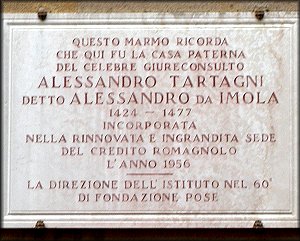 QUESTO MARMO RICORDA
CHE QUI FU LA CASA PATERNA
DEL CELEBRE GIURECONSULTO
ALESSANDRO TARTAGNI
DETTO ALESSANDRO DA IMOLA
1424 – 1477
INCORPORATA
NELLA RINNOVATA E INGRANDITA SEDE
DEL CREDITO ROMAGNOLO
L'ANNO 1956
LA DIREZIONE DELL'ISTITUTO NEL 60°
DI FONDAZIONE POSE